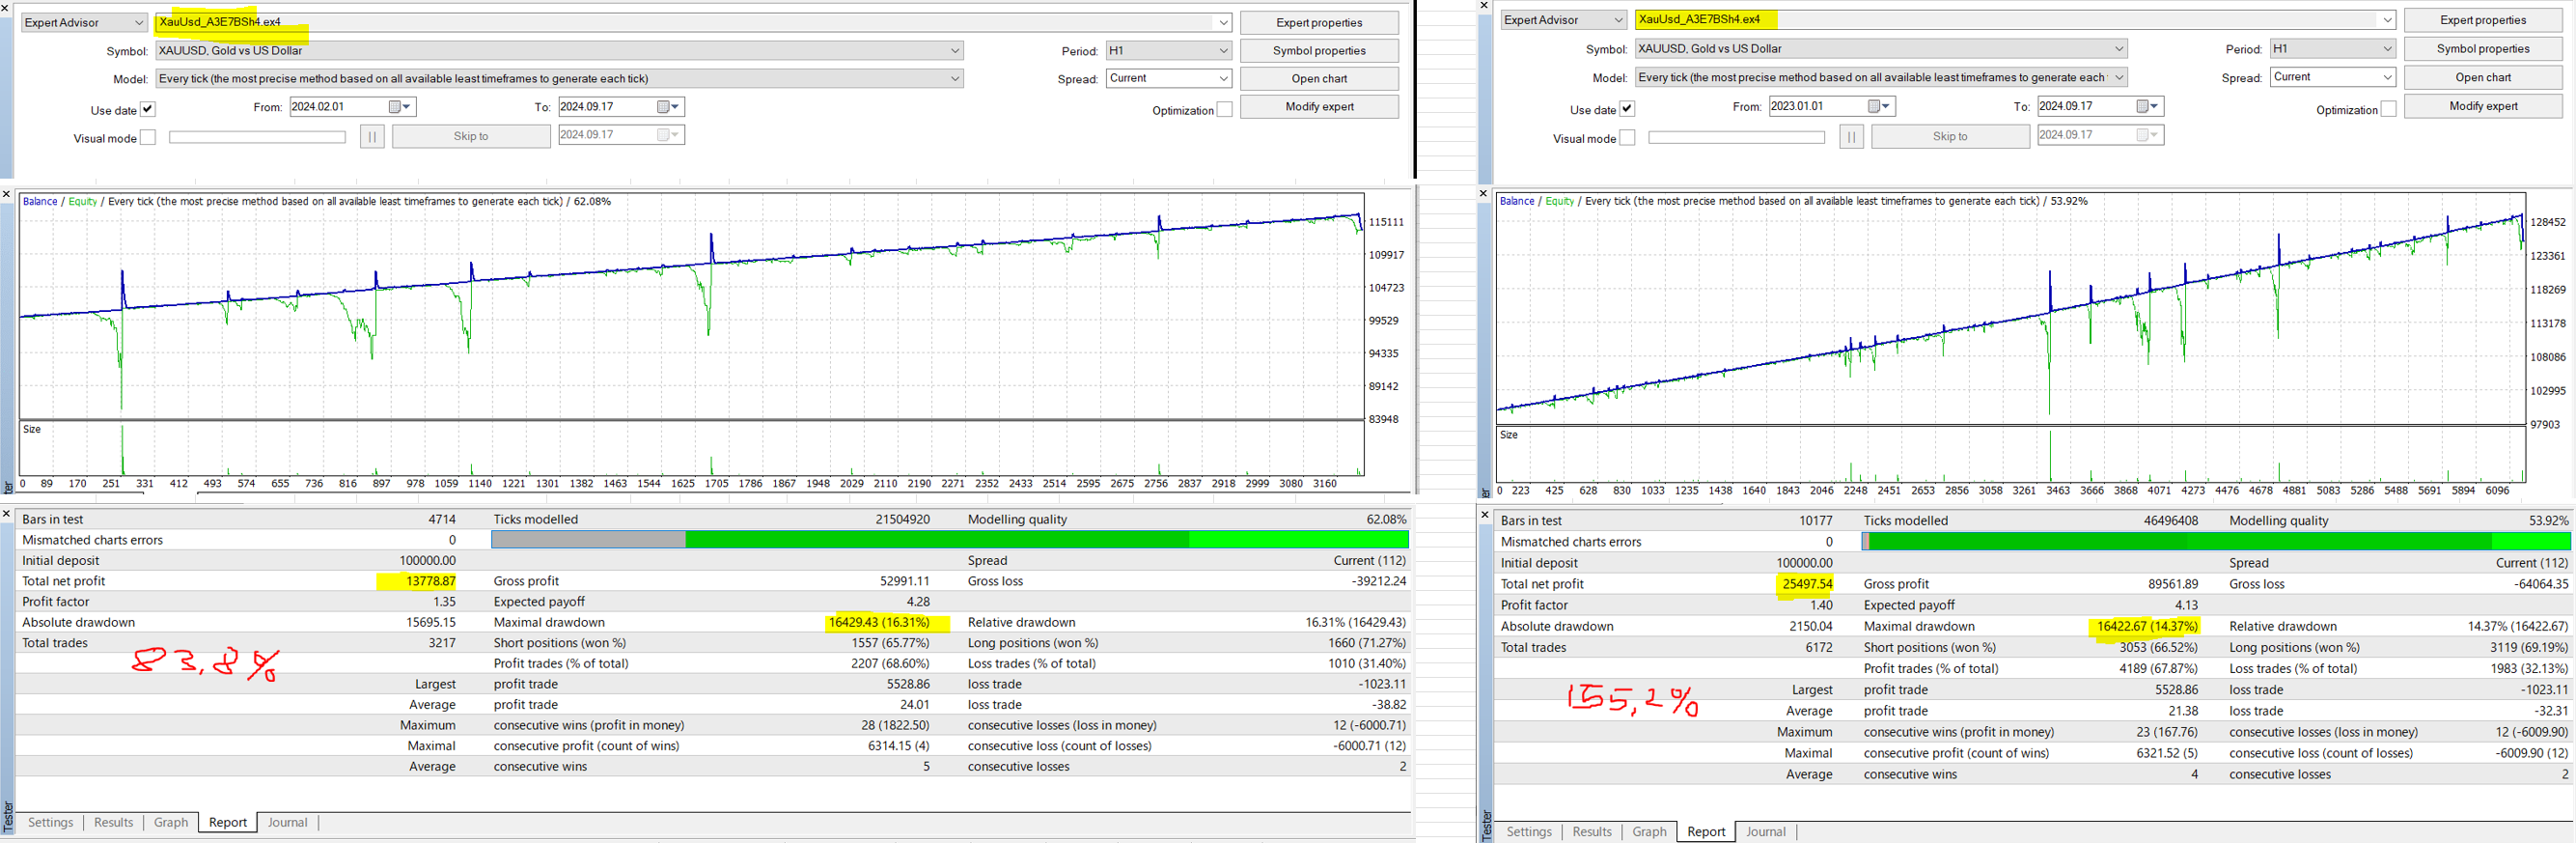 Expert Advisor XauUsd_A3E7BSh4.ex4 Expert properties
Symbol: XAUUSD, Gold vs US Dollar Period: H1 Symbol properties
Model: Every tick (the most precise method based on all available least timeframes to generate each tick) Spread: Current Open chart
Use date From: 2024.02.01 To: 2024.09.17 Optimization Modify expert
Visual mode Skip to 2024.09.17
Balance / Equity / Every tick (the most precise method based on all available least timeframes to generate each tick) / 62.08%
115111
109917
104723
99529
94335
89142
83948
Size
0 89 170 251 331 412 493 574 655 736 816 897 978 1059 1140 1221 1301 1382 1463 1544 1625 1705 1786 1867 1948 2029 2110 2190 2271 2352 2433 2514 2595 2675 2756 2837 2918 2999 3080 3160
Bars in test 4714 Ticks modelled 21504920 Modelling quality 62.08%
Mismatched charts errors 0
Initial deposit 100000.00 Spread Current (112)
Total net profit 13778.87 Gross profit 52991.11 Gross loss -39212.24
Profit factor 1.35 Expected payoff 4.28
Absolute drawdown 15695.15 Maximal drawdown 16429.43 (16.31%) Relative drawdown 16.31% (16429.43)
Total trades 3217 Short positions (won %) 1557 (65.77%) Long positions (won %) 1660 (71.27%)
83,8%
Profit trades (% of total) 2207 (68.60%) Loss trades (% of total) 1010 (31.40%)
Largest profit trade 5528.86 loss trade -1023.11
Average profit trade 24.01 loss trade -38.82
Maximum consecutive wins (profit in money) 28 (1822.50) consecutive losses (loss in money) 12 (-6000.71)
Maximal consecutive profit (count of wins) 6314.15 (4) consecutive loss (count of losses) -6000.71 (12)
Average consecutive wins 5 consecutive losses 2
Tester
Settings Results Graph Report Journal
Expert Advisor XauUsd_A3E7BSh4.ex4 Expert properties
Symbol: XAUUSD, Gold vs US Dollar Period: H1 Symbol properties
Model: Every tick (the most precise method based on all available least timeframes to generate each Spread: Current Open chart
Use date From: 2023.01.01 To: 2024.09.17 Optimization Modify expert
Visual mode Skip to 2024.09.17
Balance / Equity / Every tick (the most precise method based on all available least timeframes to generate each tick) / 53.92%
128452
123361
118269
113178
108086
102995
97903
Size
0 223 425 628 830 1033 1235 1438 1640 1843 2046 2248 2451 2653 2856 3058 3261 3463 3666 3868 4071 4273 4476 4678 4881 5083 5286 5488 5691 5894 6096
Bars in test 10177 Ticks modelled 46496408 Modelling quality 53.92%
Mismatched charts errors 0
Initial deposit 100000.00 Spread Current (112)
Total net profit 25497.54 Gross profit 89561.89 Gross loss -64064.35
Profit factor 1.40 Expected payoff 4.13
Absolute drawdown 2150.04 Maximal drawdown 16422.67 (14.37%) Relative drawdown 14.37% (16422.67)
Total trades 6172 Short positions (won %) 3053 (66.52%) Long positions (won %) 3119 (69.19%)
Profit trades (% of total) 4189 (67.87%) Loss trades (% of total) 1983 (32.13%)
155,2%
Largest profit trade 5528.86 loss trade -1023.11
Average profit trade 21.38 loss trade -32.31
Maximum consecutive wins (profit in money) 23 (167.76) consecutive losses (loss in money) 12 (-6009.90)
Maximal consecutive profit (count of wins) 6321.52 (5) consecutive loss (count of losses) -6009.90 (12)
Average consecutive wins 4 consecutive losses 2
Tester
Settings Results Graph Report Journal